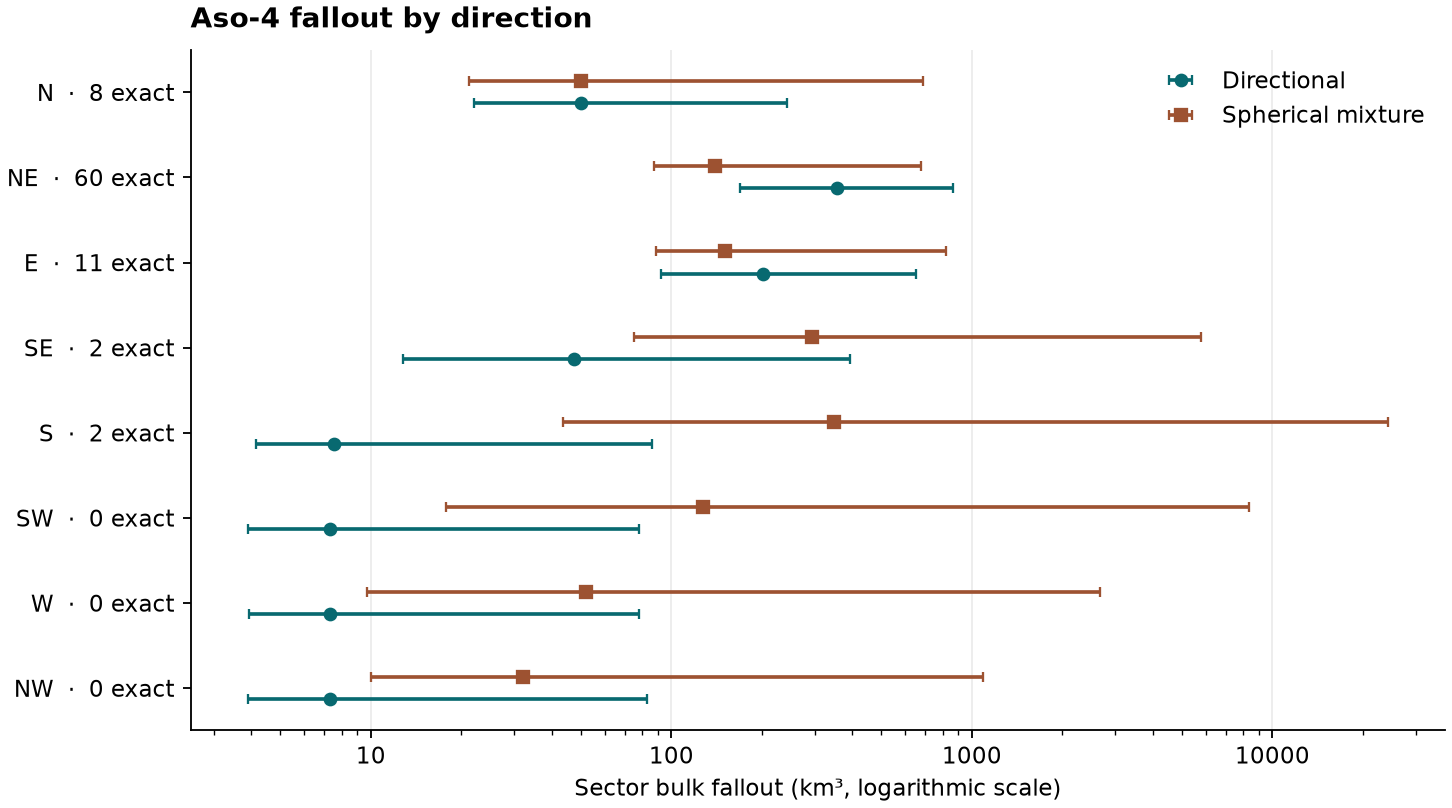 Aso-4 fallout by direction
Directional
Spherical mixture
N · 8 exact
NE · 60 exact
E · 11 exact
SE · 2 exact
S · 2 exact
SW · 0 exact
W · 0 exact
NW · 0 exact
10 100 1000 10000
Sector bulk fallout (km³, logarithmic scale)